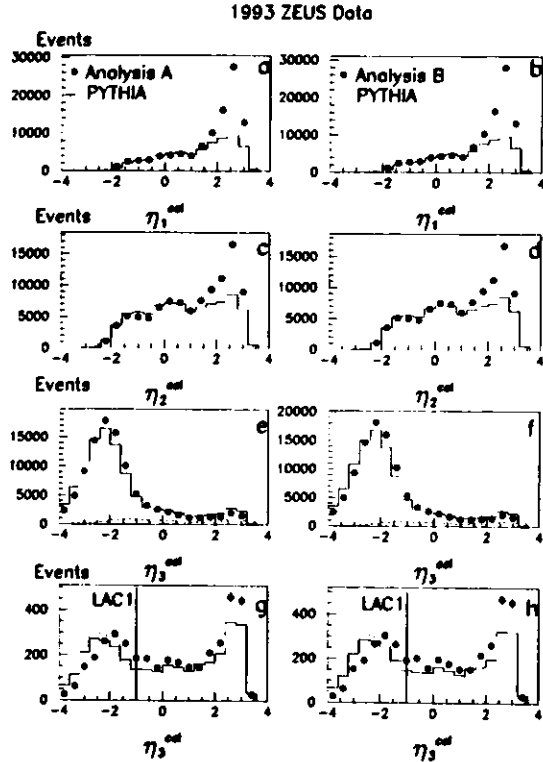 1993 ZEUS Data
Events
30000
20000
10000
0
-4 -2 0 2 4
Analysis A
PYTHIA
a
η₁ᶜᵃˡ
30000
20000
10000
0
-4 -2 0 2 4
Analysis B
PYTHIA
b
η₁ᶜᵃˡ
Events
15000
10000
5000
0
-4 -2 0 2 4
c
η₂ᶜᵃˡ
15000
10000
5000
0
-4 -2 0 2 4
d
η₂ᶜᵃˡ
Events
15000
10000
5000
0
-4 -2 0 2 4
e
η₃ᶜᵃˡ
20000
15000
10000
5000
0
-4 -2 0 2 4
f
η₃ᶜᵃˡ
Events
400
200
0
-4 -2 0 2 4
LAC1
g
η₃ᶜᵃˡ
400
200
0
-4 -2 0 2 4
LAC1
h
η₃ᶜᵃˡ